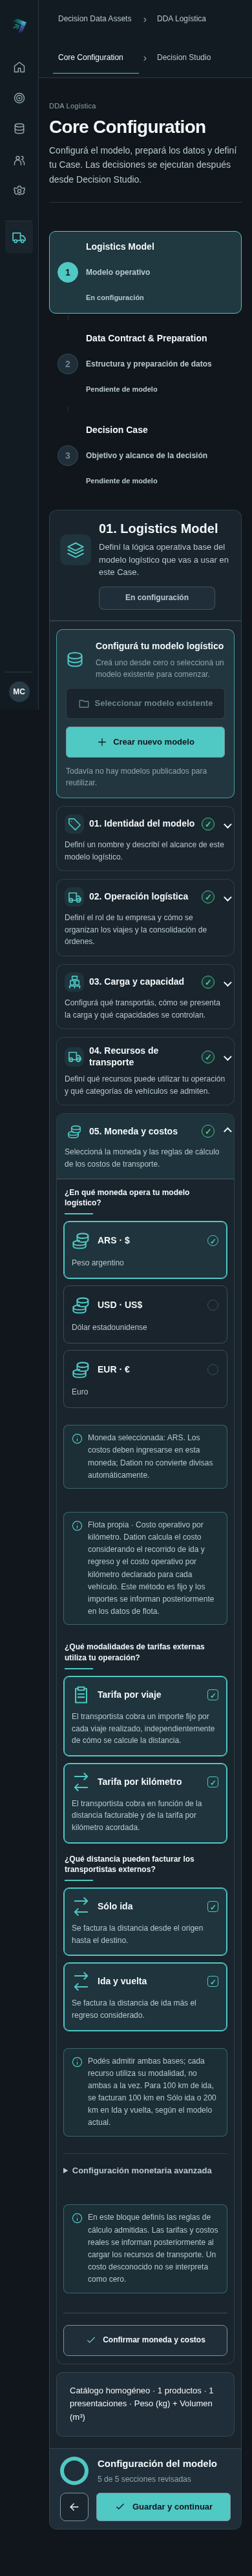 Decision Data Assets › DDA Logística
Core Configuration › Decision Studio
DDA Logística
Core Configuration
Configurá el modelo, prepará los datos y definí
tu Case. Las decisiones se ejecutan después
desde Decision Studio.
Logistics Model
1 Modelo operativo
En configuración
Data Contract & Preparation
2 Estructura y preparación de datos
Pendiente de modelo
Decision Case
3 Objetivo y alcance de la decisión
Pendiente de modelo
01. Logistics Model
Definí la lógica operativa base del
modelo logístico que vas a usar en
este Case.
En configuración
Configurá tu modelo logístico
Creá uno desde cero o seleccioná un
modelo existente para comenzar.
Seleccionar modelo existente
Crear nuevo modelo
Todavía no hay modelos publicados para
reutilizar.
01. Identidad del modelo
Definí un nombre y describí el alcance de este
modelo logístico.
02. Operación logística
Definí el rol de tu empresa y cómo se
organizan los viajes y la consolidación de
órdenes.
03. Carga y capacidad
Configurá qué transportás, cómo se presenta
la carga y qué capacidades se controlan.
04. Recursos de
transporte
Definí qué recursos puede utilizar tu operación
y qué categorías de vehículos se admiten.
05. Moneda y costos
Seleccioná la moneda y las reglas de cálculo
de los costos de transporte.
¿En qué moneda opera tu modelo
logístico?
ARS · $
Peso argentino
USD · US$
Dólar estadounidense
EUR · €
Euro
Moneda seleccionada: ARS. Los
costos deben ingresarse en esta
moneda; Dation no convierte divisas
automáticamente.
Flota propia · Costo operativo por
kilómetro. Dation calcula el costo
considerando el recorrido de ida y
regreso y el costo operativo por
kilómetro declarado para cada
vehículo. Este método es fijo y los
importes se informan posteriormente
en los datos de flota.
¿Qué modalidades de tarifas externas
utiliza tu operación?
Tarifa por viaje
El transportista cobra un importe fijo por
cada viaje realizado, independientemente
de cómo se calcule la distancia.
Tarifa por kilómetro
El transportista cobra en función de la
distancia facturable y de la tarifa por
kilómetro acordada.
¿Qué distancia pueden facturar los
transportistas externos?
Sólo ida
Se factura la distancia desde el origen
hasta el destino.
Ida y vuelta
Se factura la distancia de ida más el
regreso considerado.
Podés admitir ambas bases; cada
recurso utiliza su modalidad, no
ambas a la vez. Para 100 km de ida,
se facturan 100 km en Sólo ida o 200
km en Ida y vuelta, según el modelo
actual.
Configuración monetaria avanzada
En este bloque definís las reglas de
cálculo admitidas. Las tarifas y costos
reales se informan posteriormente al
cargar los recursos de transporte. Un
costo desconocido no se interpreta
como cero.
Confirmar moneda y costos
Catálogo homogéneo · 1 productos · 1
presentaciones · Peso (kg) + Volumen
(m³)
Configuración del modelo
5 de 5 secciones revisadas
Guardar y continuar
MC